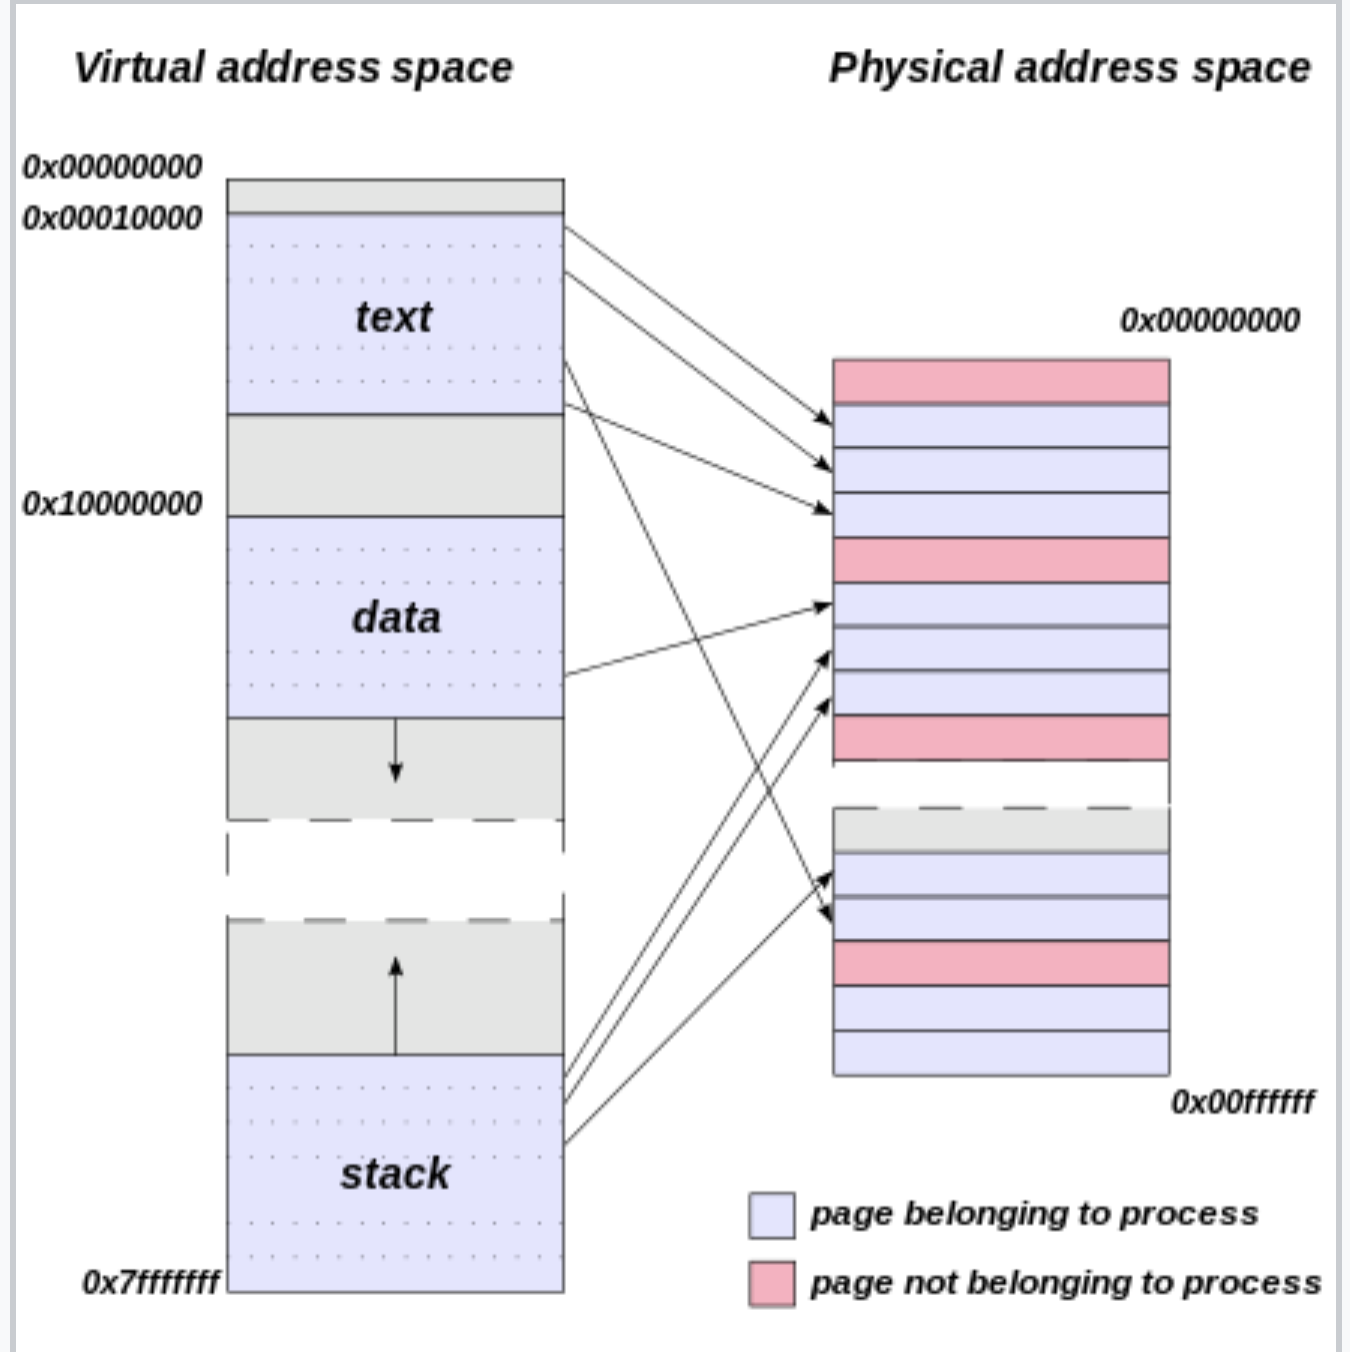 Virtual address space
Physical address space
0x00000000
0x00010000
text
0x00000000
0x10000000
data
stack
0x7fffffff
0x00ffffff
page belonging to process
page not belonging to process